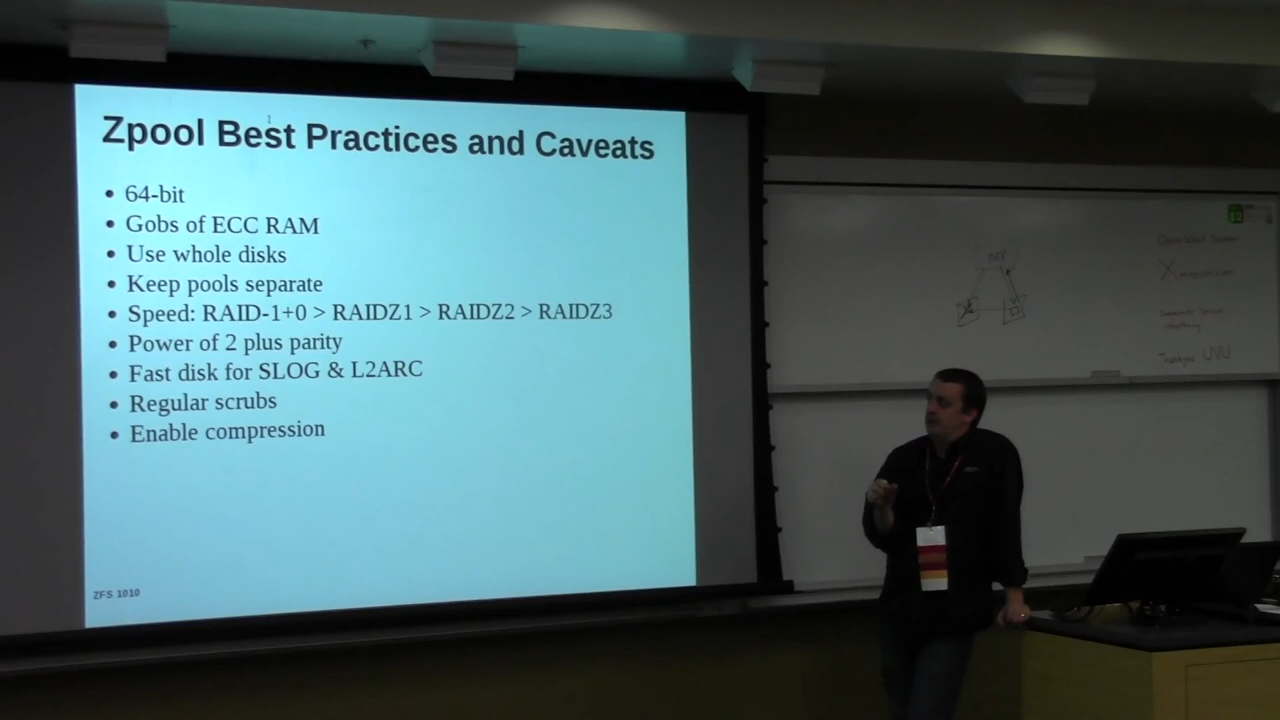 Zpool Best Practices and Caveats
64-bit
Gobs of ECC RAM
Use whole disks
Keep pools separate
Speed: RAID-1+0 > RAIDZ1 > RAIDZ2 > RAIDZ3
Power of 2 plus parity
Fast disk for SLOG & L2ARC
Regular scrubs
Enable compression
ZFS 1010
UVU